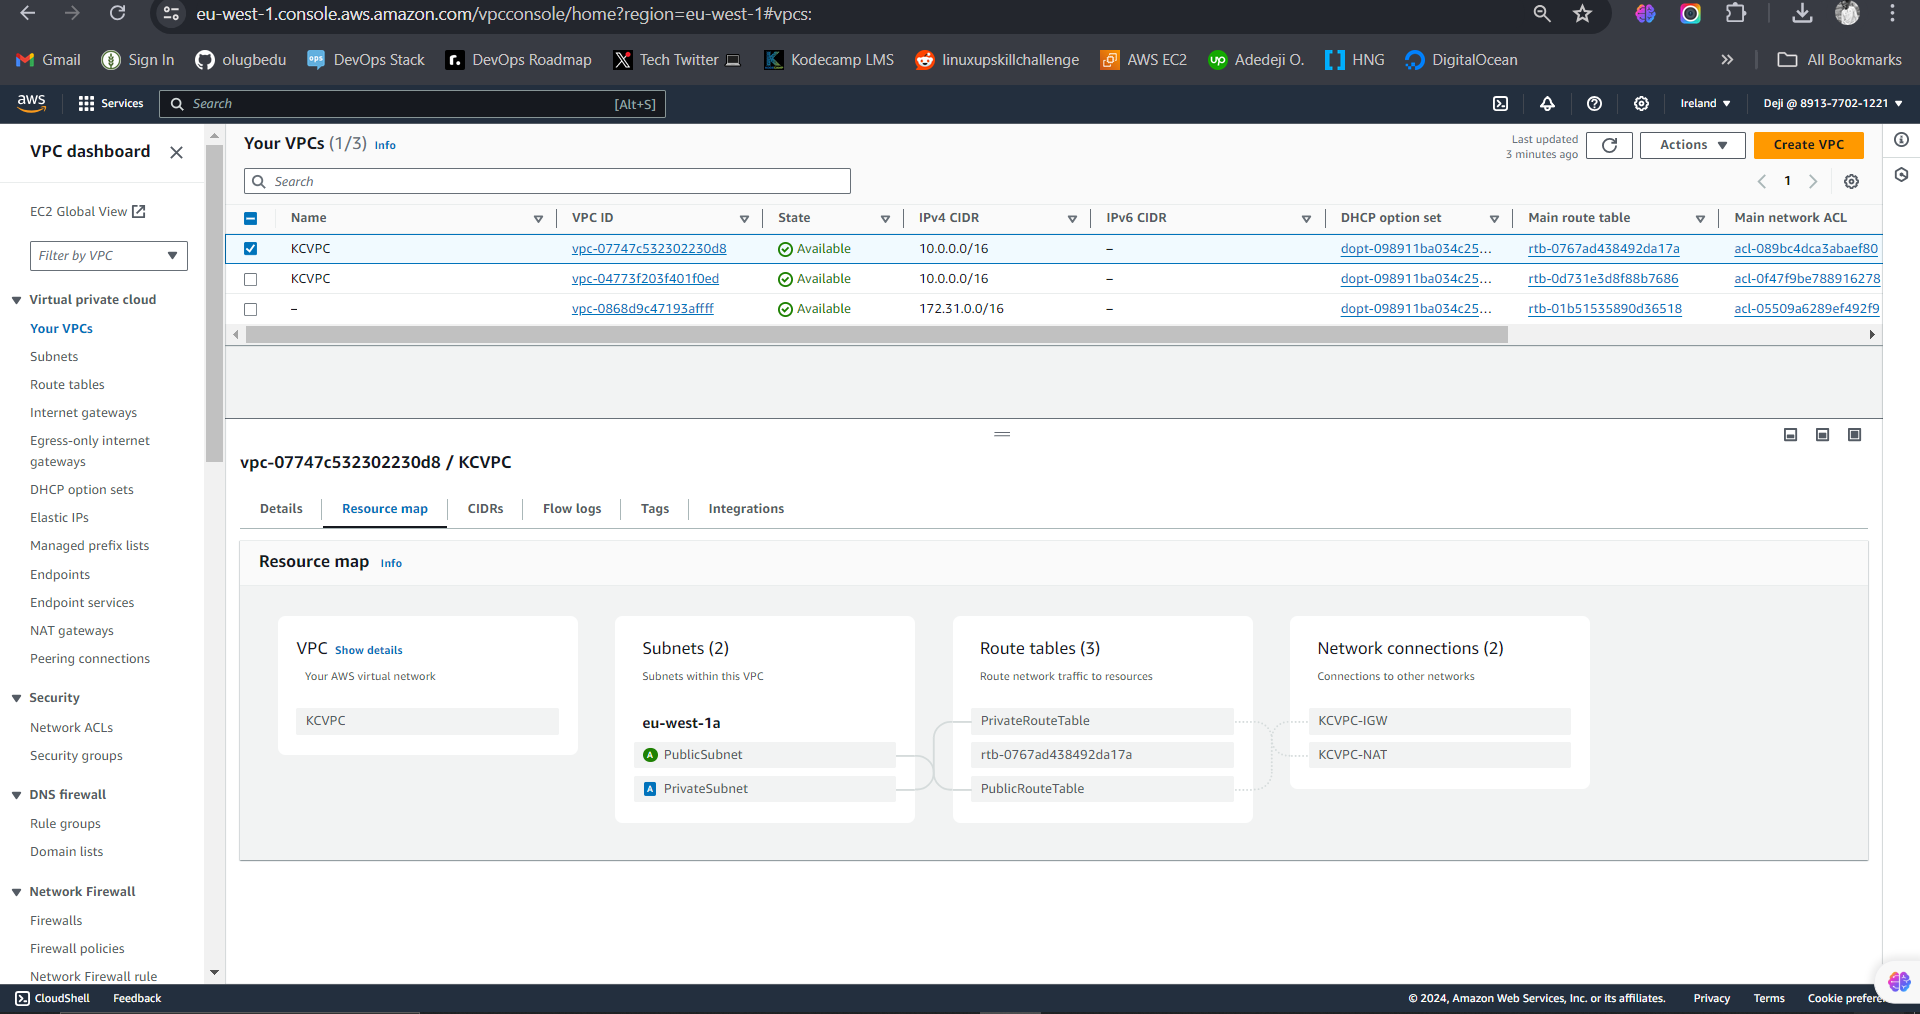 eu-west-1.console.aws.amazon.com/vpcconsole/home?region=eu-west-1#vpcs:
Gmail Sign In olugbedu DevOps Stack DevOps Roadmap Tech Twitter Kodecamp LMS linuxupskillchallenge AWS EC2 Adedeji O. HNG DigitalOcean » All Bookmarks
aws Services Search [Alt+S] Ireland Deji @ 8913-7702-1221
VPC dashboard
EC2 Global View
Filter by VPC
Virtual private cloud
Your VPCs
Subnets
Route tables
Internet gateways
Egress-only internet
gateways
DHCP option sets
Elastic IPs
Managed prefix lists
Endpoints
Endpoint services
NAT gateways
Peering connections
Security
Network ACLs
Security groups
DNS firewall
Rule groups
Domain lists
Network Firewall
Firewalls
Firewall policies
Network Firewall rule
Your VPCs (1/3) Info
Last updated
3 minutes ago
Actions
Create VPC
Search
1
Name VPC ID State IPv4 CIDR IPv6 CIDR DHCP option set Main route table Main network ACL
KCVPC vpc-07747c532302230d8 Available 10.0.0.0/16 – dopt-098911ba034c25... rtb-0767ad438492da17a acl-089bc4dca3abaef80
KCVPC vpc-04773f203f401f0ed Available 10.0.0.0/16 – dopt-098911ba034c25... rtb-0d731e3d8f88b7686 acl-0f47f9be788916278
– vpc-0868d9c47193affff Available 172.31.0.0/16 – dopt-098911ba034c25... rtb-01b51535890d36518 acl-05509a6289ef492f9
vpc-07747c532302230d8 / KCVPC
Details Resource map CIDRs Flow logs Tags Integrations
Resource map Info
VPC Show details
Your AWS virtual network
KCVPC
Subnets (2)
Subnets within this VPC
eu-west-1a
A PublicSubnet
A PrivateSubnet
Route tables (3)
Route network traffic to resources
PrivateRouteTable
rtb-0767ad438492da17a
PublicRouteTable
Network connections (2)
Connections to other networks
KCVPC-IGW
KCVPC-NAT
CloudShell Feedback © 2024, Amazon Web Services, Inc. or its affiliates. Privacy Terms Cookie prefere